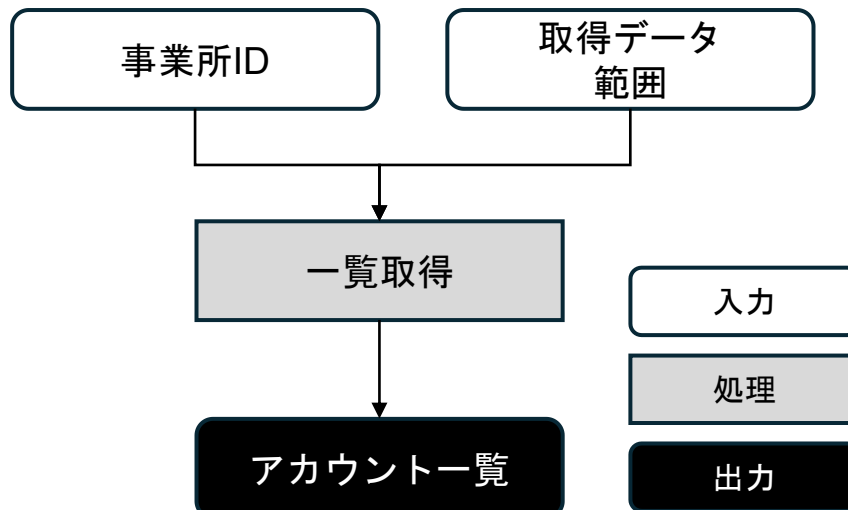 事業所ID
取得データ
範囲
一覧取得
アカウント一覧
入力
処理
出力